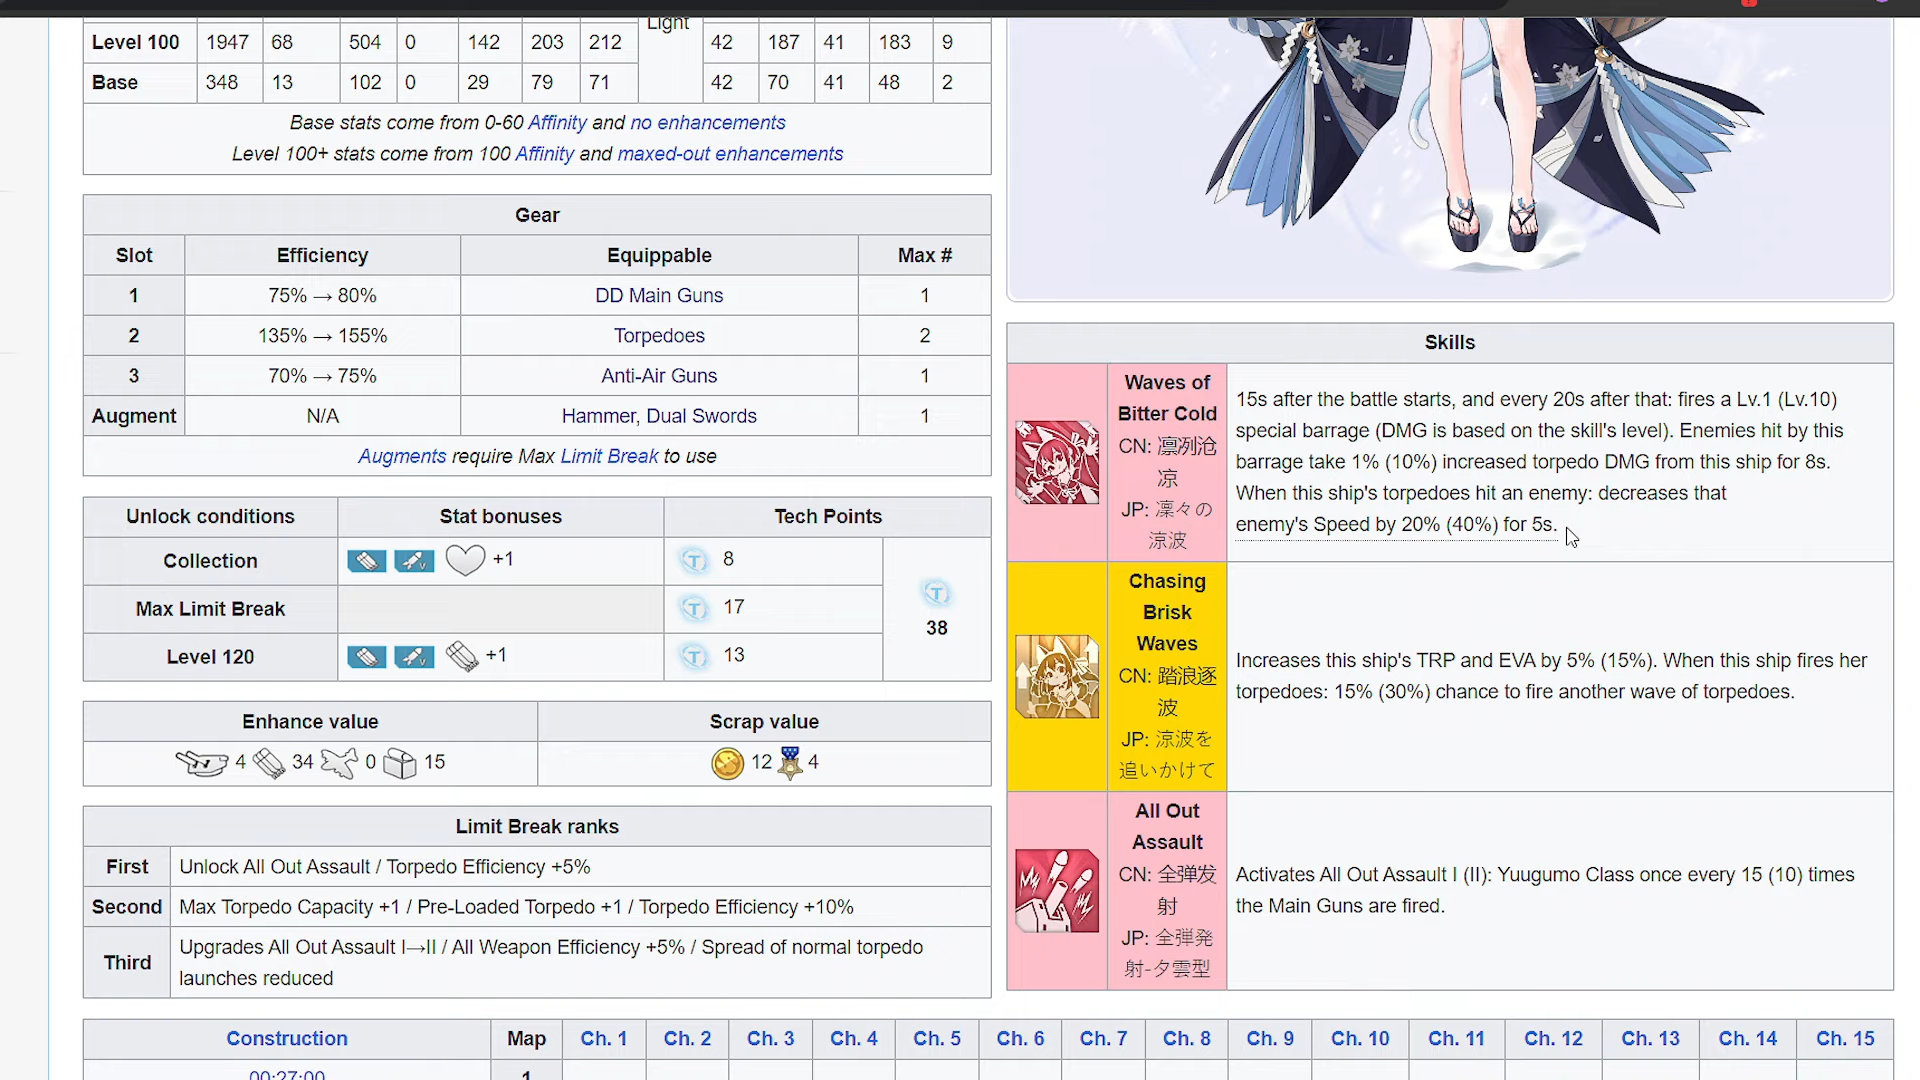 Light
Level 100 1947 68 504 0 142 203 212 42 187 41 183 9
Base 348 13 102 0 29 79 71 42 70 41 48 2
Base stats come from 0-60 Affinity and no enhancements
Level 100+ stats come from 100 Affinity and maxed-out enhancements
Gear
Slot Efficiency Equippable Max #
1 75% → 80% DD Main Guns 1
2 135% → 155% Torpedoes 2
3 70% → 75% Anti-Air Guns 1
Augment N/A Hammer, Dual Swords 1
Augments require Max Limit Break to use
Unlock conditions Stat bonuses Tech Points
Collection +1 T 8
Max Limit Break T 17
Level 120 +1 T 13
T
38
Enhance value Scrap value
4 34 0 15 12 4
Limit Break ranks
First Unlock All Out Assault / Torpedo Efficiency +5%
Second Max Torpedo Capacity +1 / Pre-Loaded Torpedo +1 / Torpedo Efficiency +10%
Third Upgrades All Out Assault I→II / All Weapon Efficiency +5% / Spread of normal torpedo
launches reduced
Skills
Waves of
Bitter Cold
CN: 凛冽沧
凉
JP: 凜々の
涼波
15s after the battle starts, and every 20s after that: fires a Lv.1 (Lv.10)
special barrage (DMG is based on the skill's level). Enemies hit by this
barrage take 1% (10%) increased torpedo DMG from this ship for 8s.
When this ship's torpedoes hit an enemy: decreases that
enemy's Speed by 20% (40%) for 5s.
Chasing
Brisk
Waves
CN: 踏浪逐
波
JP: 涼波を
追いかけて
Increases this ship's TRP and EVA by 5% (15%). When this ship fires her
torpedoes: 15% (30%) chance to fire another wave of torpedoes.
All Out
Assault
CN: 全弹发
射
JP: 全弾発
射-夕雲型
Activates All Out Assault I (II): Yuugumo Class once every 15 (10) times
the Main Guns are fired.
Construction Map Ch. 1 Ch. 2 Ch. 3 Ch. 4 Ch. 5 Ch. 6 Ch. 7 Ch. 8 Ch. 9 Ch. 10 Ch. 11 Ch. 12 Ch. 13 Ch. 14 Ch. 15
00:27:00 1